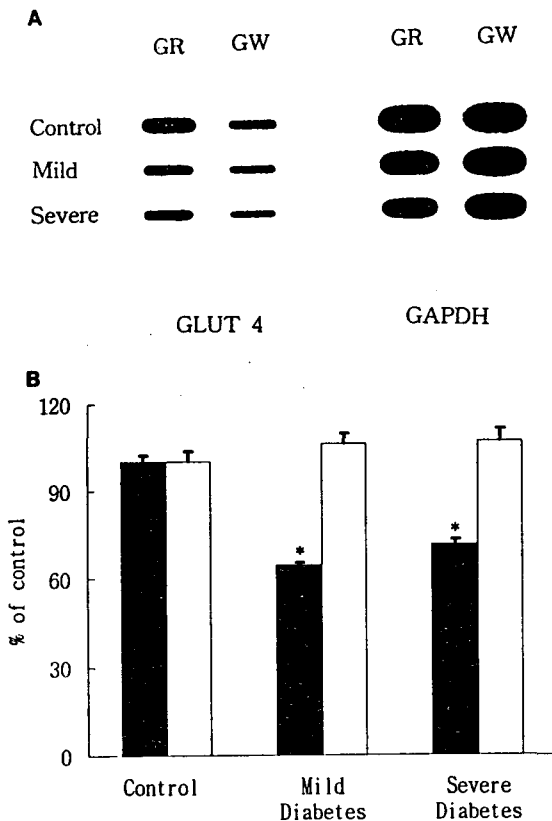 A
GR GW GR GW
Control
Mild
Severe
GLUT 4 GAPDH
B
% of control
120
90
60
30
0
*
*
Control Mild Diabetes Severe Diabetes